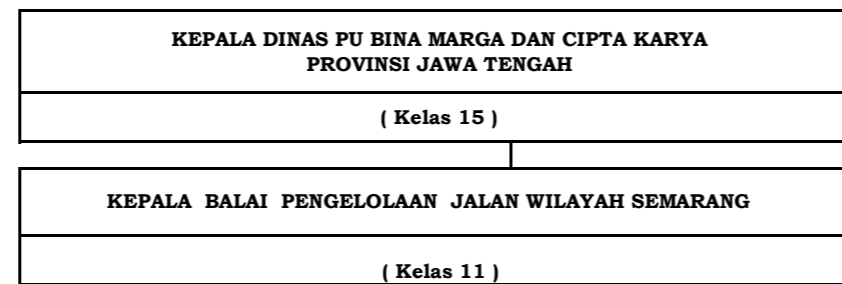 KEPALA DINAS PU BINA MARGA DAN CIPTA KARYA
PROVINSI JAWA TENGAH
( Kelas 15 )
KEPALA BALAI PENGELOLAAN JALAN WILAYAH SEMARANG
( Kelas 11 )